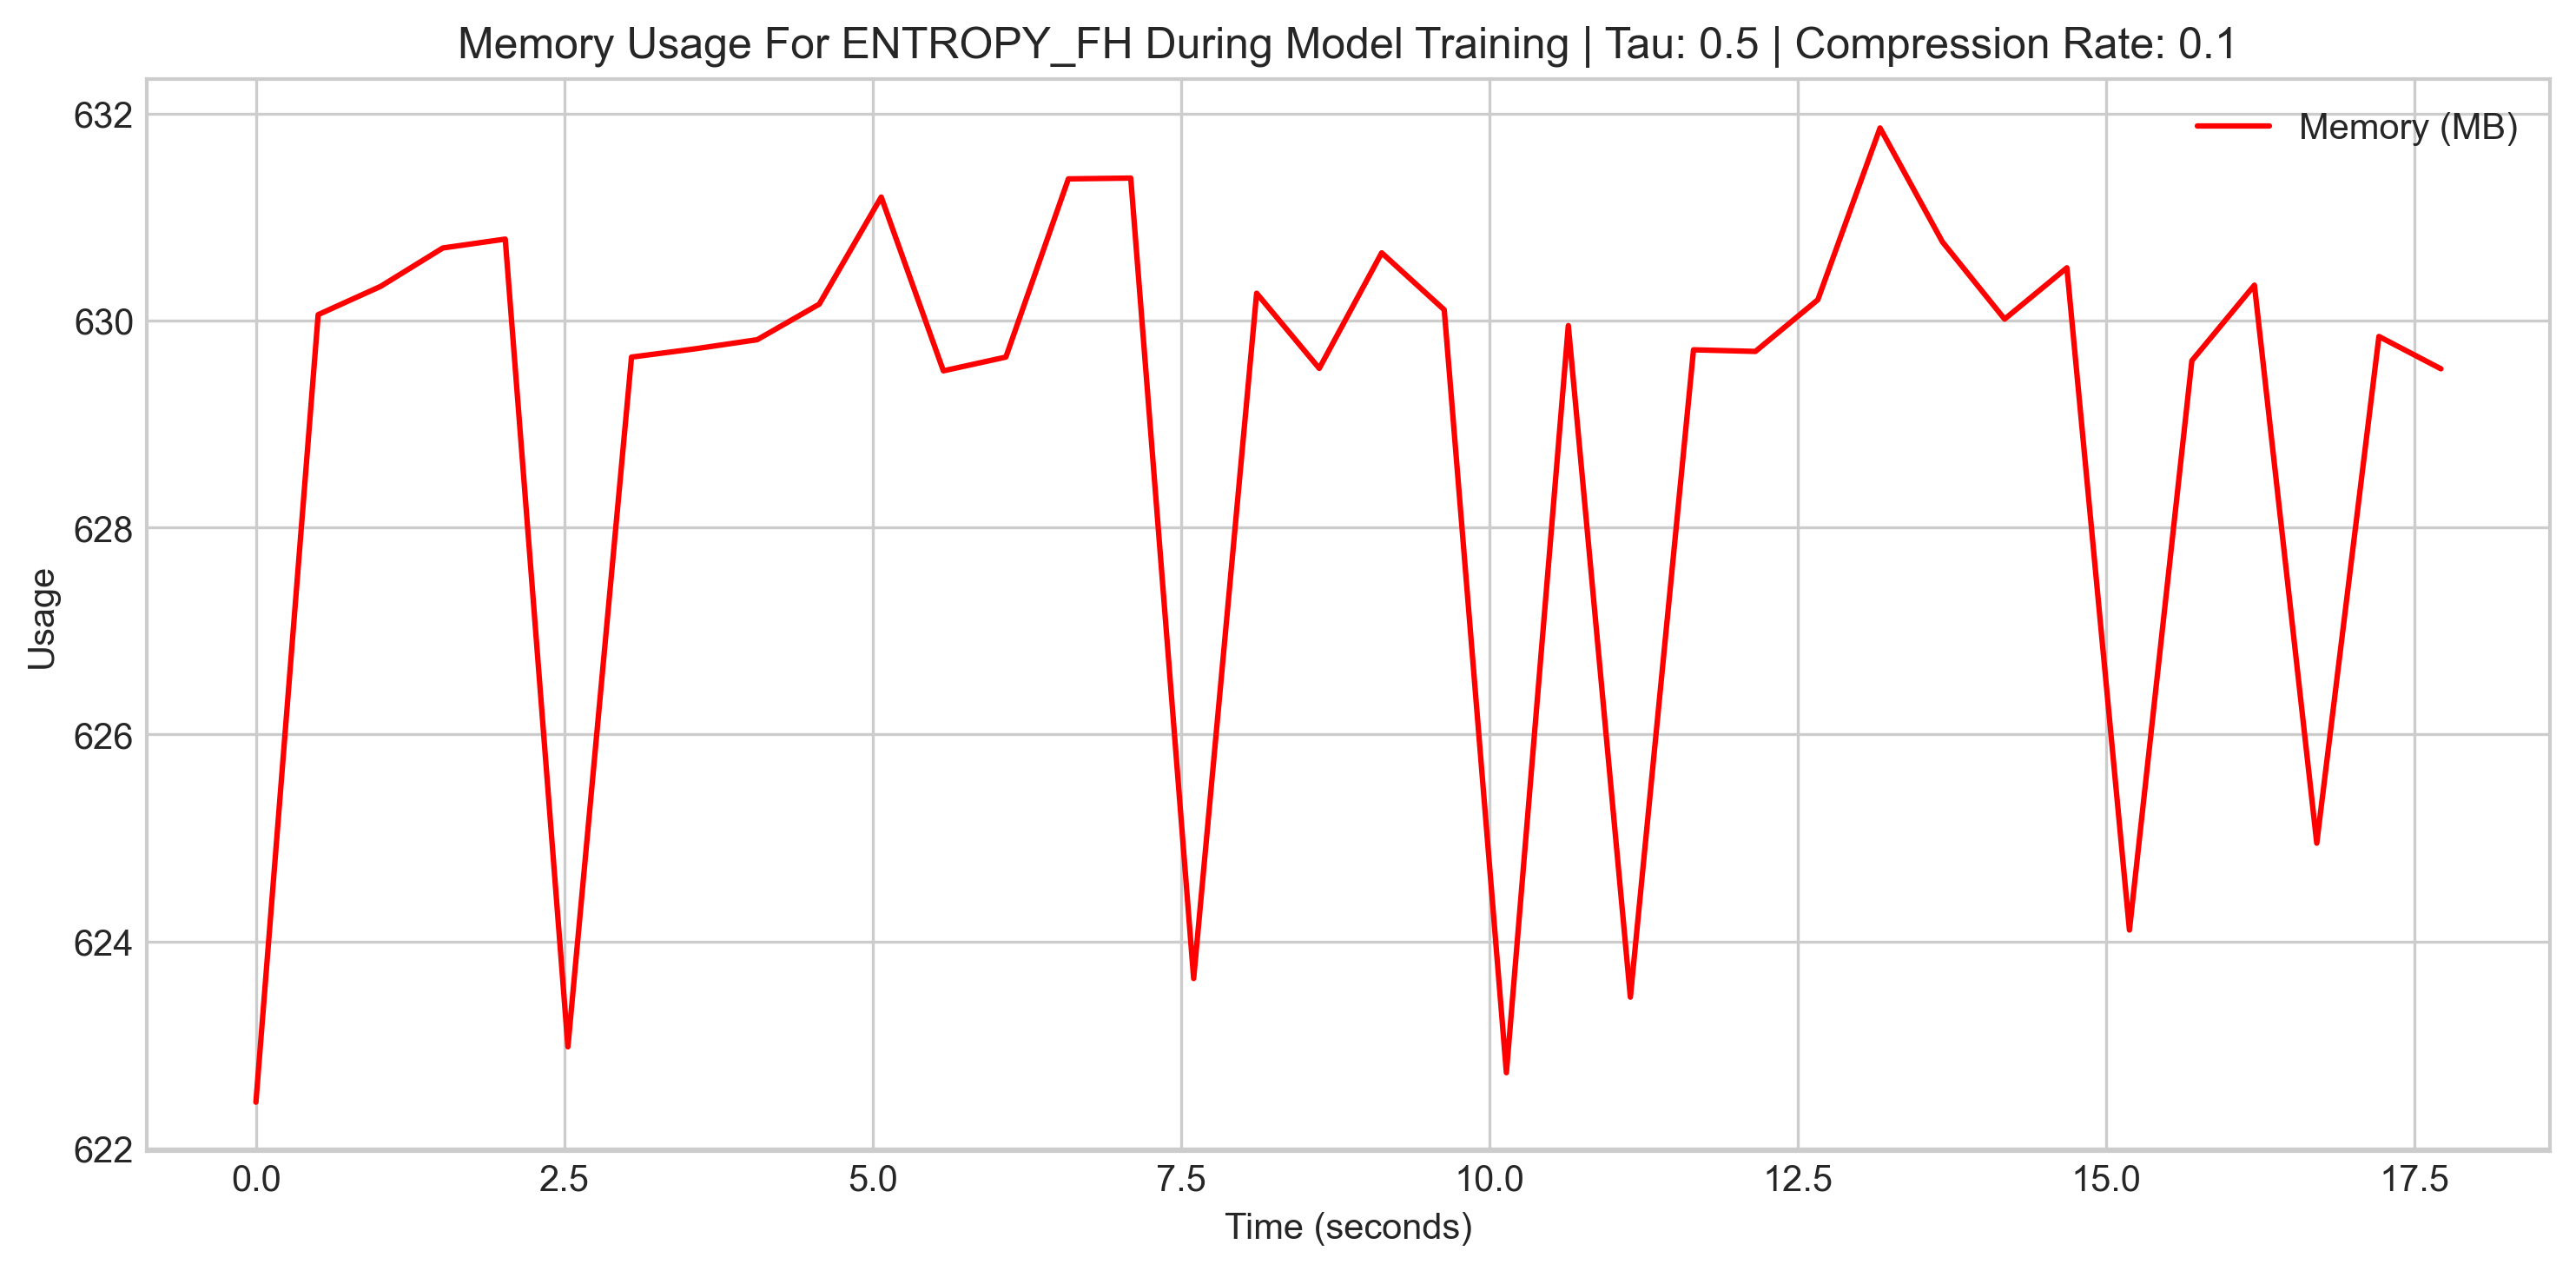 Memory Usage For ENTROPY_FH During Model Training | Tau: 0.5 | Compression Rate: 0.1
632
Memory (MB)
630
628
Usage
626
624
622
0.0 2.5 5.0 7.5 10.0 12.5 15.0 17.5
Time (seconds)